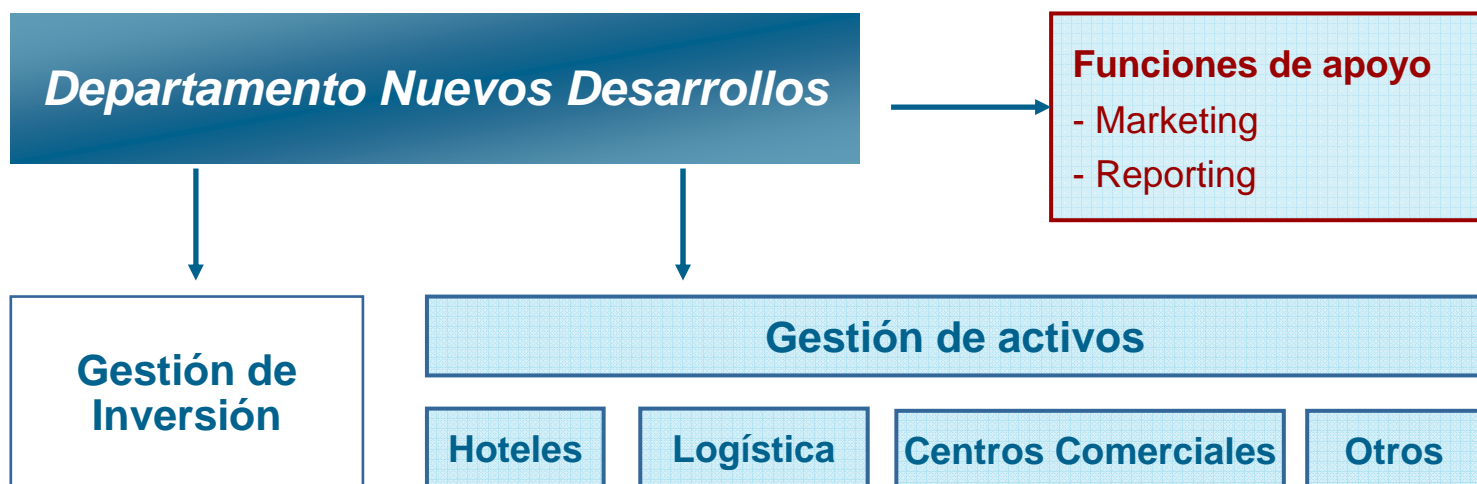 Departamento Nuevos Desarrollos
Funciones de apoyo
- Marketing
- Reporting
Gestión de
Inversión
Gestión de activos
Hoteles
Logística
Centros Comerciales
Otros